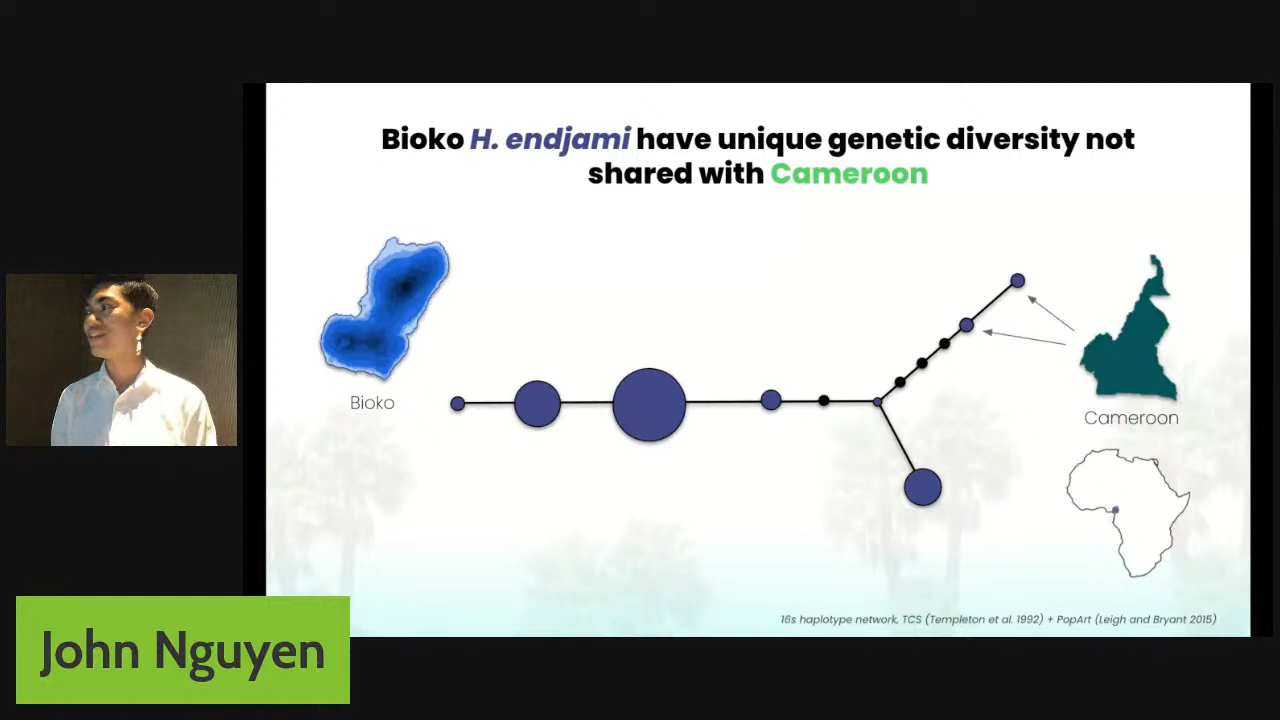 Bioko H. endjami have unique genetic diversity not
shared with Cameroon
Bioko
Cameroon
16s haplotype network, TCS (Templeton et al. 1992) + PopArt (Leigh and Bryant 2015)
John Nguyen